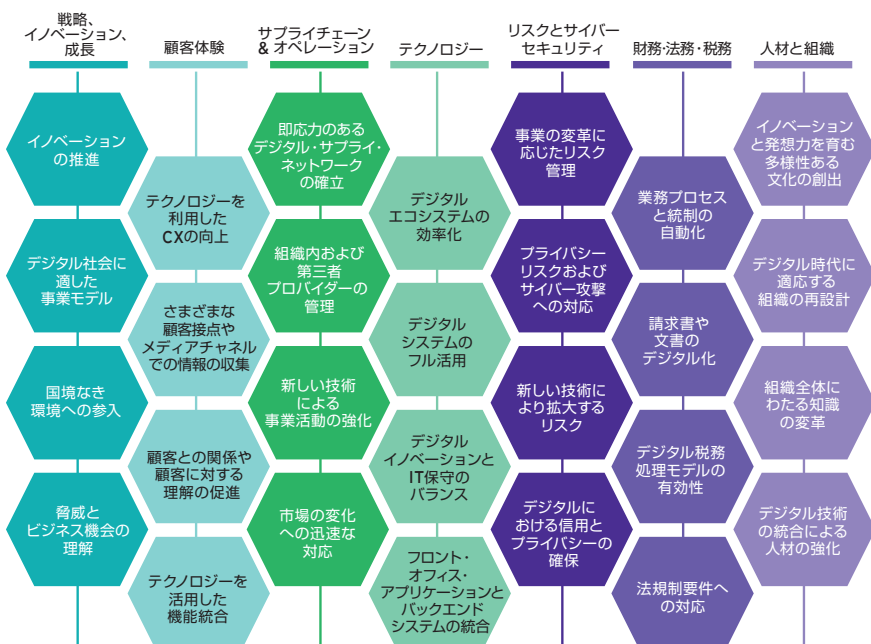 戦略、
イノベーション、
成長
顧客体験
サプライチェーン
& オペレーション
テクノロジー
リスクとサイバー
セキュリティ
財務・法務・税務
人材と組織
イノベーション
の推進
デジタル社会に
適した
事業モデル
国境なき
環境への参入
脅威と
ビジネス機会の
理解
テクノロジーを
利用した
CXの向上
さまざまな
顧客接点や
メディアチャネル
での情報の収集
顧客との関係や
顧客に対する
理解の促進
テクノロジーを
活用した
機能統合
即応力のある
デジタル・サプライ・
ネットワーク
の確立
組織内および
第三者
プロバイダーの
管理
新しい技術
による
事業活動の強化
市場の変化
への迅速な
対応
デジタル
エコシステムの
効率化
デジタル
システムの
フル活用
デジタル
イノベーションと
IT保守の
バランス
フロント・
オフィス・
アプリケーションと
バックエンド
システムの統合
事業の変革に
応じたリスク
管理
プライバシー
リスクおよび
サイバー攻撃
への対応
新しい技術に
より拡大する
リスク
デジタルに
おける信用と
プライバシーの
確保
業務プロセス
と統制の
自動化
請求書や
文書の
デジタル化
デジタル税務
処理モデルの
有効性
法規制要件へ
の対応
イノベーション
と発想力を育む
多様性ある
文化の創出
デジタル時代に
適応する
組織の再設計
組織全体に
わたる知識
の変革
デジタル技術
の統合による
人材の強化